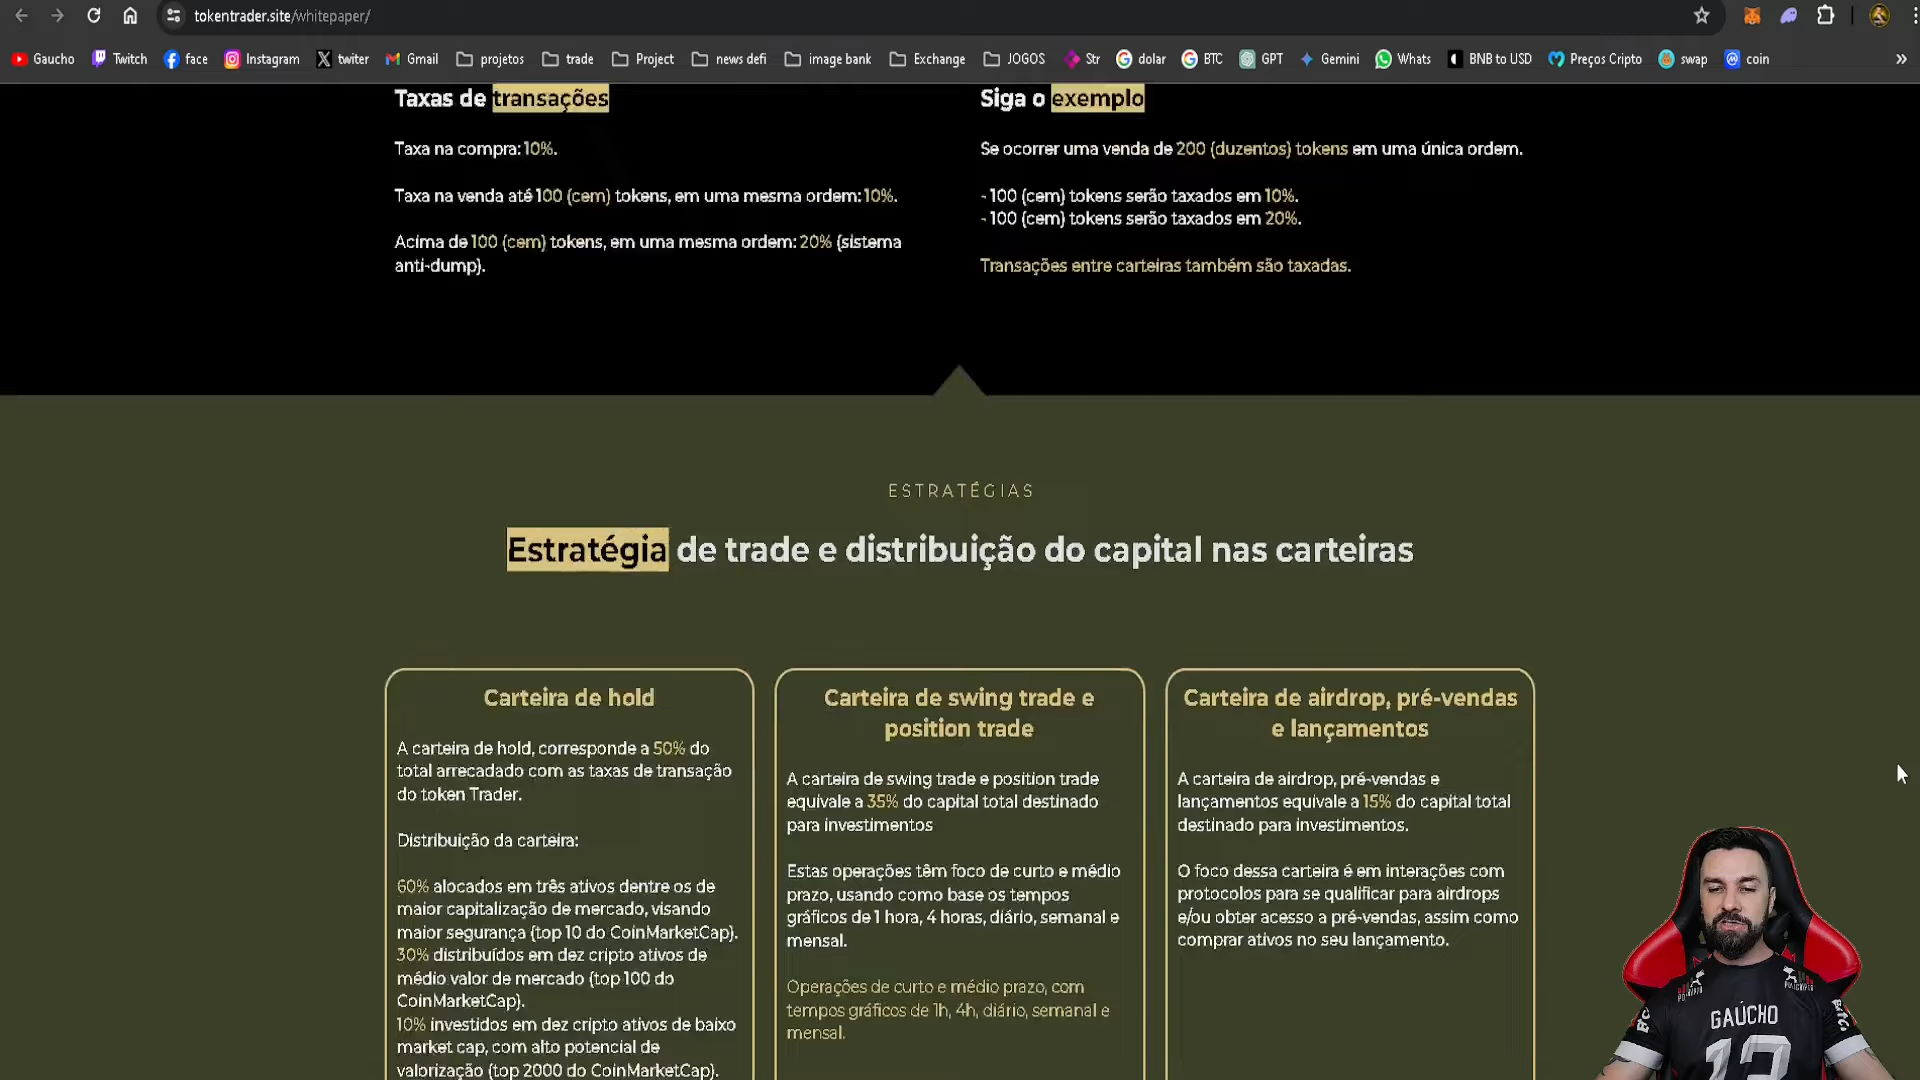 tokentrader.site/whitepaper/
Gaucho Twitch face Instagram twiter Gmail projetos trade Project news defi image bank Exchange JOGOS Str dolar BTC GPT Gemini Whats BNB to USD Preços Cripto swap coin
Taxas de transações
Taxa na compra: 10%.
Taxa na venda até 100 (cem) tokens, em uma mesma ordem: 10%.
Acima de 100 (cem) tokens, em uma mesma ordem: 20% (sistema
anti-dump).
Siga o exemplo
Se ocorrer uma venda de 200 (duzentos) tokens em uma única ordem.
- 100 (cem) tokens serão taxados em 10%.
- 100 (cem) tokens serão taxados em 20%.
Transações entre carteiras também são taxadas.
ESTRATÉGIAS
Estratégia de trade e distribuição do capital nas carteiras
Carteira de hold
A carteira de hold, corresponde a 50% do
total arrecadado com as taxas de transação
do token Trader.
Distribuição da carteira:
60% alocados em três ativos dentre os de
maior capitalização de mercado, visando
maior segurança (top 10 do CoinMarketCap).
30% distribuídos em dez cripto ativos de
médio valor de mercado (top 100 do
CoinMarketCap).
10% investidos em dez cripto ativos de baixo
market cap, com alto potencial de
valorização (top 2000 do CoinMarketCap).
Carteira de swing trade e
position trade
A carteira de swing trade e position trade
equivale a 35% do capital total destinado
para investimentos
Estas operações têm foco de curto e médio
prazo, usando como base os tempos
gráficos de 1 hora, 4 horas, diário, semanal e
mensal.
Operações de curto e médio prazo, com
tempos gráficos de 1h, 4h, diário, semanal e
mensal.
Carteira de airdrop, pré-vendas
e lançamentos
A carteira de airdrop, pré-vendas e
lançamentos equivale a 15% do capital total
destinado para investimentos.
O foco dessa carteira é em interações com
protocolos para se qualificar para airdrops
e/ou obter acesso a pré-vendas, assim como
comprar ativos no seu lançamento.
GAÚCHO
12